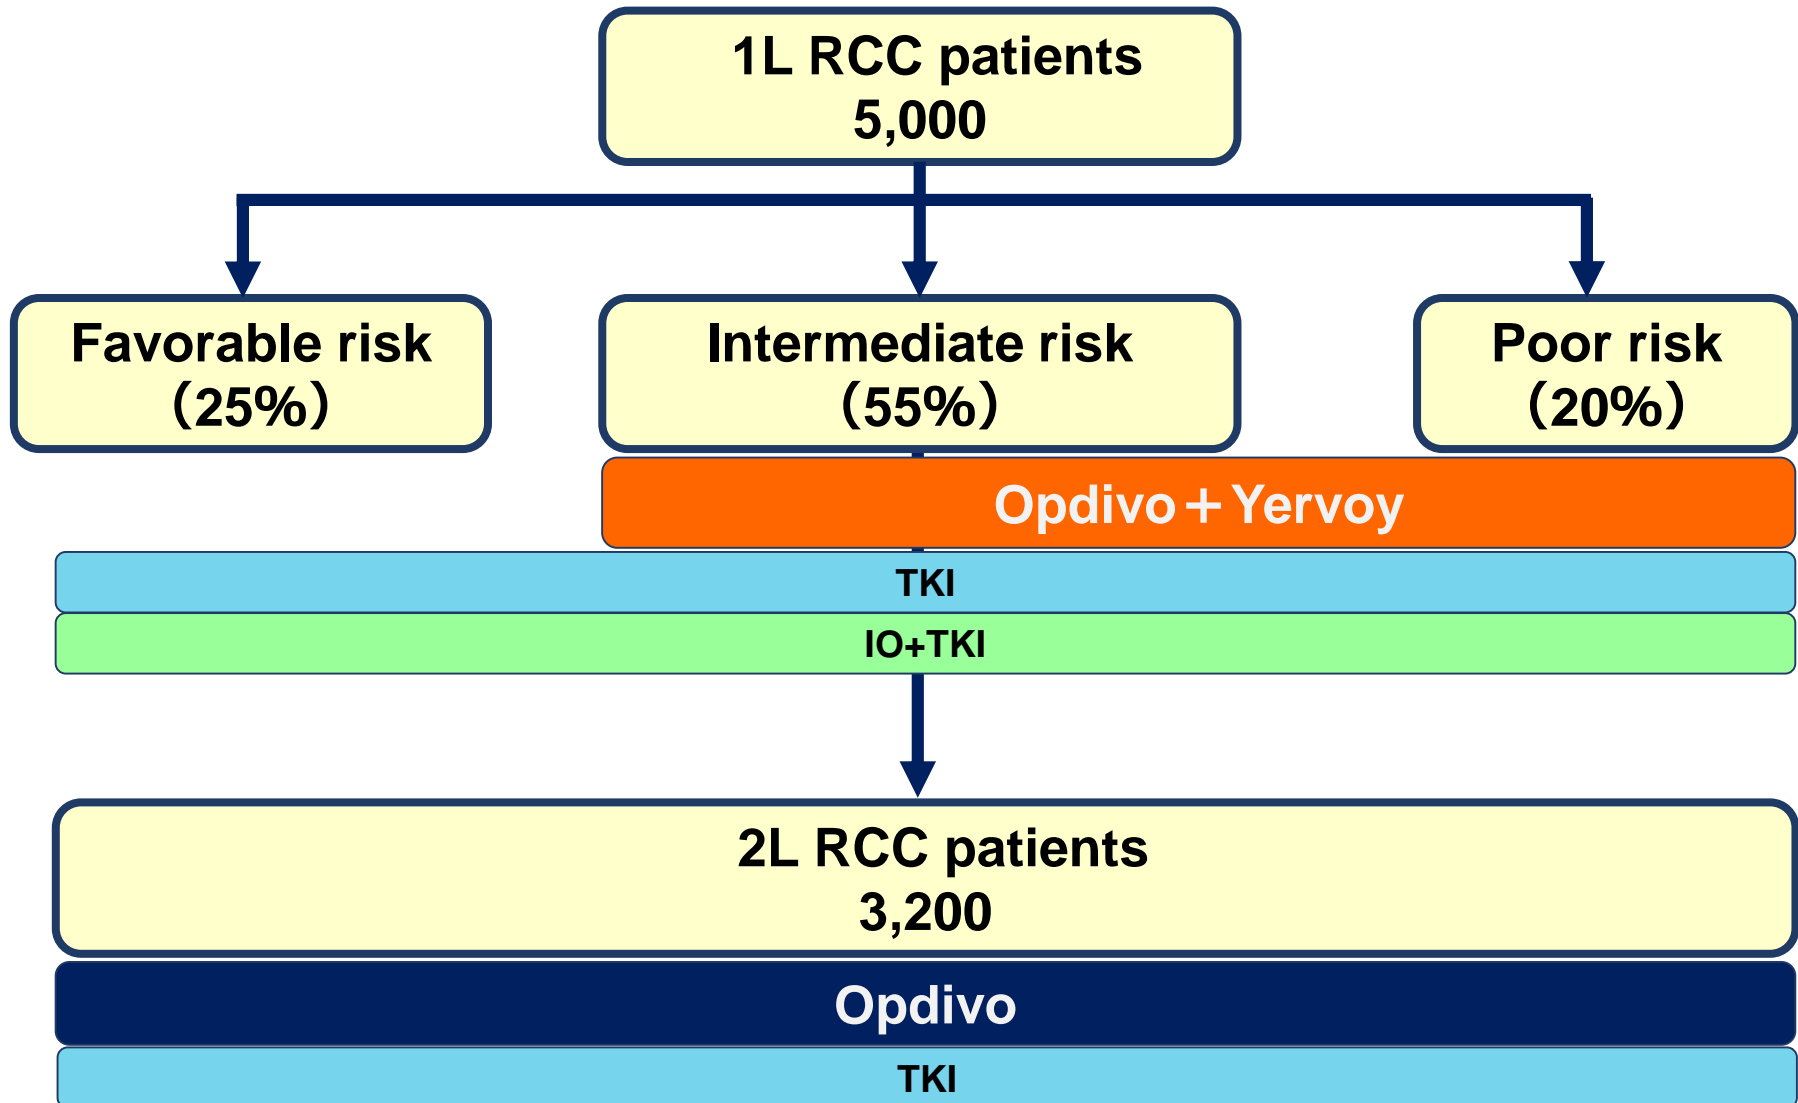 1L RCC patients
5,000
Favorable risk
（25%）
Intermediate risk
（55%）
Poor risk
（20%）
Opdivo＋Yervoy
TKI
IO+TKI
2L RCC patients
3,200
Opdivo
TKI